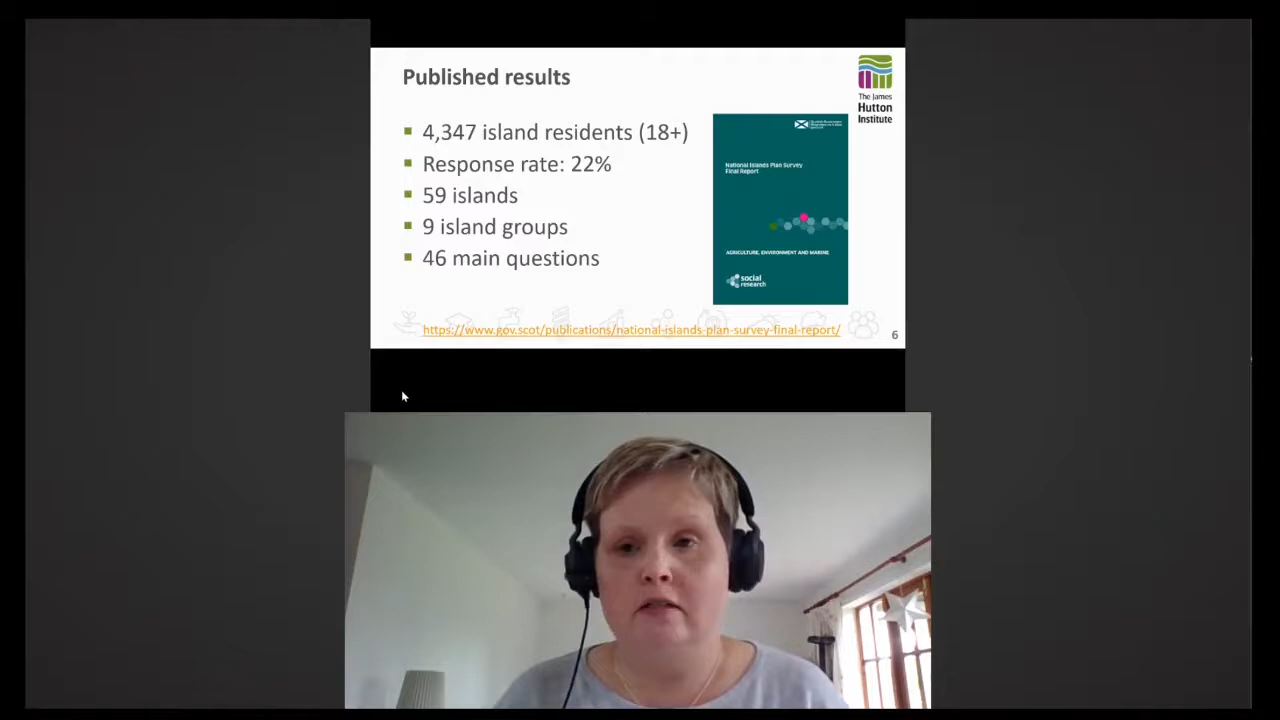 Published results
The James
Hutton
Institute
4,347 island residents (18+)
Response rate: 22%
59 islands
9 island groups
46 main questions
National Islands Plan Survey
Final Report
AGRICULTURE, ENVIRONMENT AND MARINE
social
research
https://www.gov.scot/publications/national-islands-plan-survey-final-report/
6